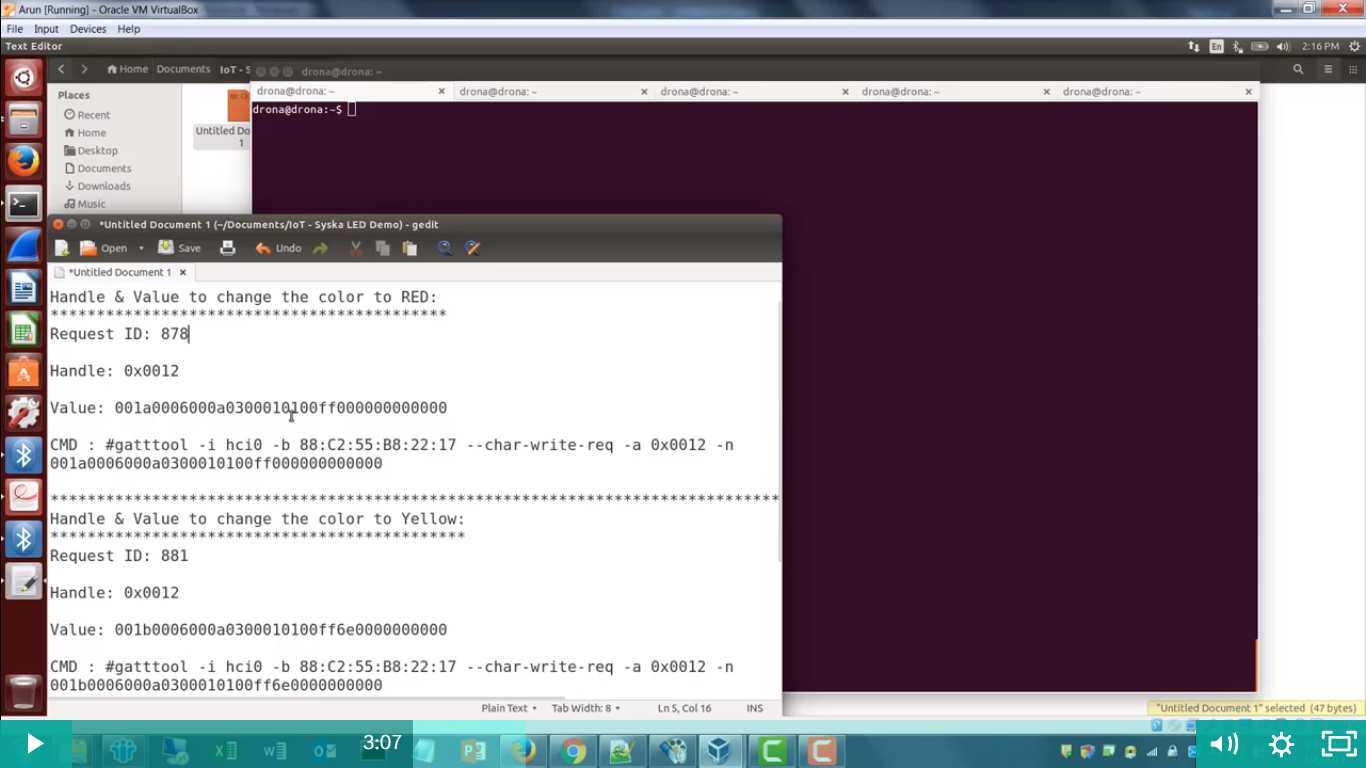 Arun [Running] - Oracle VM VirtualBox
File Input Devices Help
Text Editor
En
2:16 PM
Home Documents IoT - S
drona@drona: ~
Places
Recent
Home
Desktop
Documents
Downloads
Music
Untitled Do
1
drona@drona: ~ drona@drona: ~ drona@drona: ~ drona@drona: ~ drona@drona: ~
drona@drona:~$
*Untitled Document 1 (~/Documents/IoT - Syska LED Demo) - gedit
Open Save Undo
*Untitled Document 1
Handle & Value to change the color to RED:
*******************************************
Request ID: 878
Handle: 0x0012
Value: 001a0006000a0300010100ff000000000000
CMD : #gatttool -i hci0 -b 88:C2:55:B8:22:17 --char-write-req -a 0x0012 -n
001a0006000a0300010100ff000000000000
*******************************************************************************
Handle & Value to change the color to Yellow:
*********************************************
Request ID: 881
Handle: 0x0012
Value: 001b0006000a0300010100ff6e0000000000
CMD : #gatttool -i hci0 -b 88:C2:55:B8:22:17 --char-write-req -a 0x0012 -n
001b0006000a0300010100ff6e0000000000
Plain Text Tab Width: 8 Ln 5, Col 16 INS
"Untitled Document 1" selected (47 bytes)
3:07